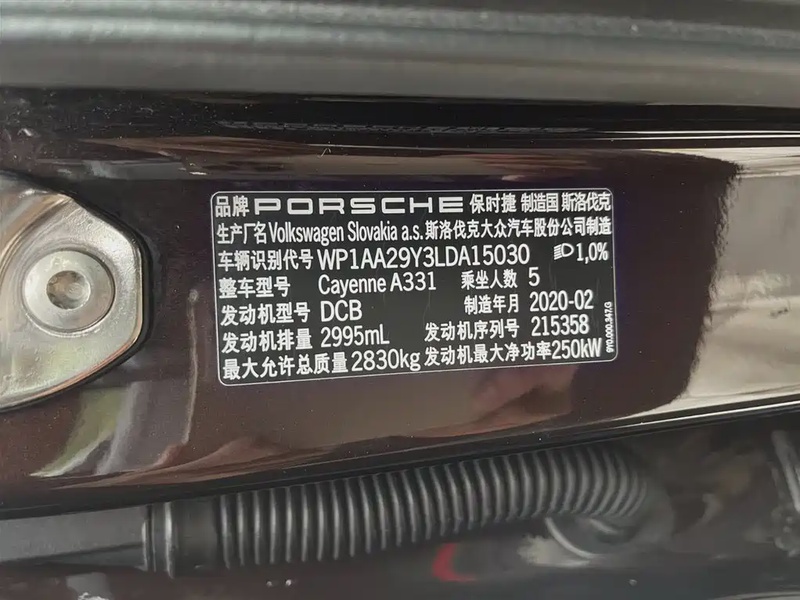 品牌 PORSCHE 保时捷 制造国 斯洛伐克
生产厂名 Volkswagen Slovakia a.s. 斯洛伐克大众汽车股份公司制造
车辆识别代号 WP1AA29Y3LDA15030 1,0%
整车型号 Cayenne A331 乘坐人数 5
发动机型号 DCB 制造年月 2020-02
发动机排量 2995mL 发动机序列号 215358
最大允许总质量 2830kg 发动机最大净功率 250kW
9Y0.000.347.G